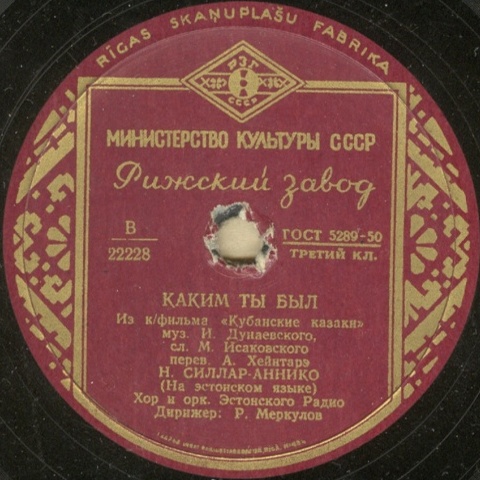 RĪGAS SKAŅUPLAŠU FABRIKA
РЗГ
СССР
МИНИСТЕРСТВО КУЛЬТУРЫ СССР
Рижский завод
В
22228
ГОСТ 5289-50
ТРЕТИЙ КЛ.
КАКИМ ТЫ БЫЛ
Из к/фильма «Кубанские казаки»
муз. И. Дунаевского,
сл. М. Исаковского
перев. А. Хейнтарэ
Н. СИЛЛАР-АННИКО
(На эстонском языке)
Хор и орк. Эстонского Радио
Дирижер: Р. Меркулов